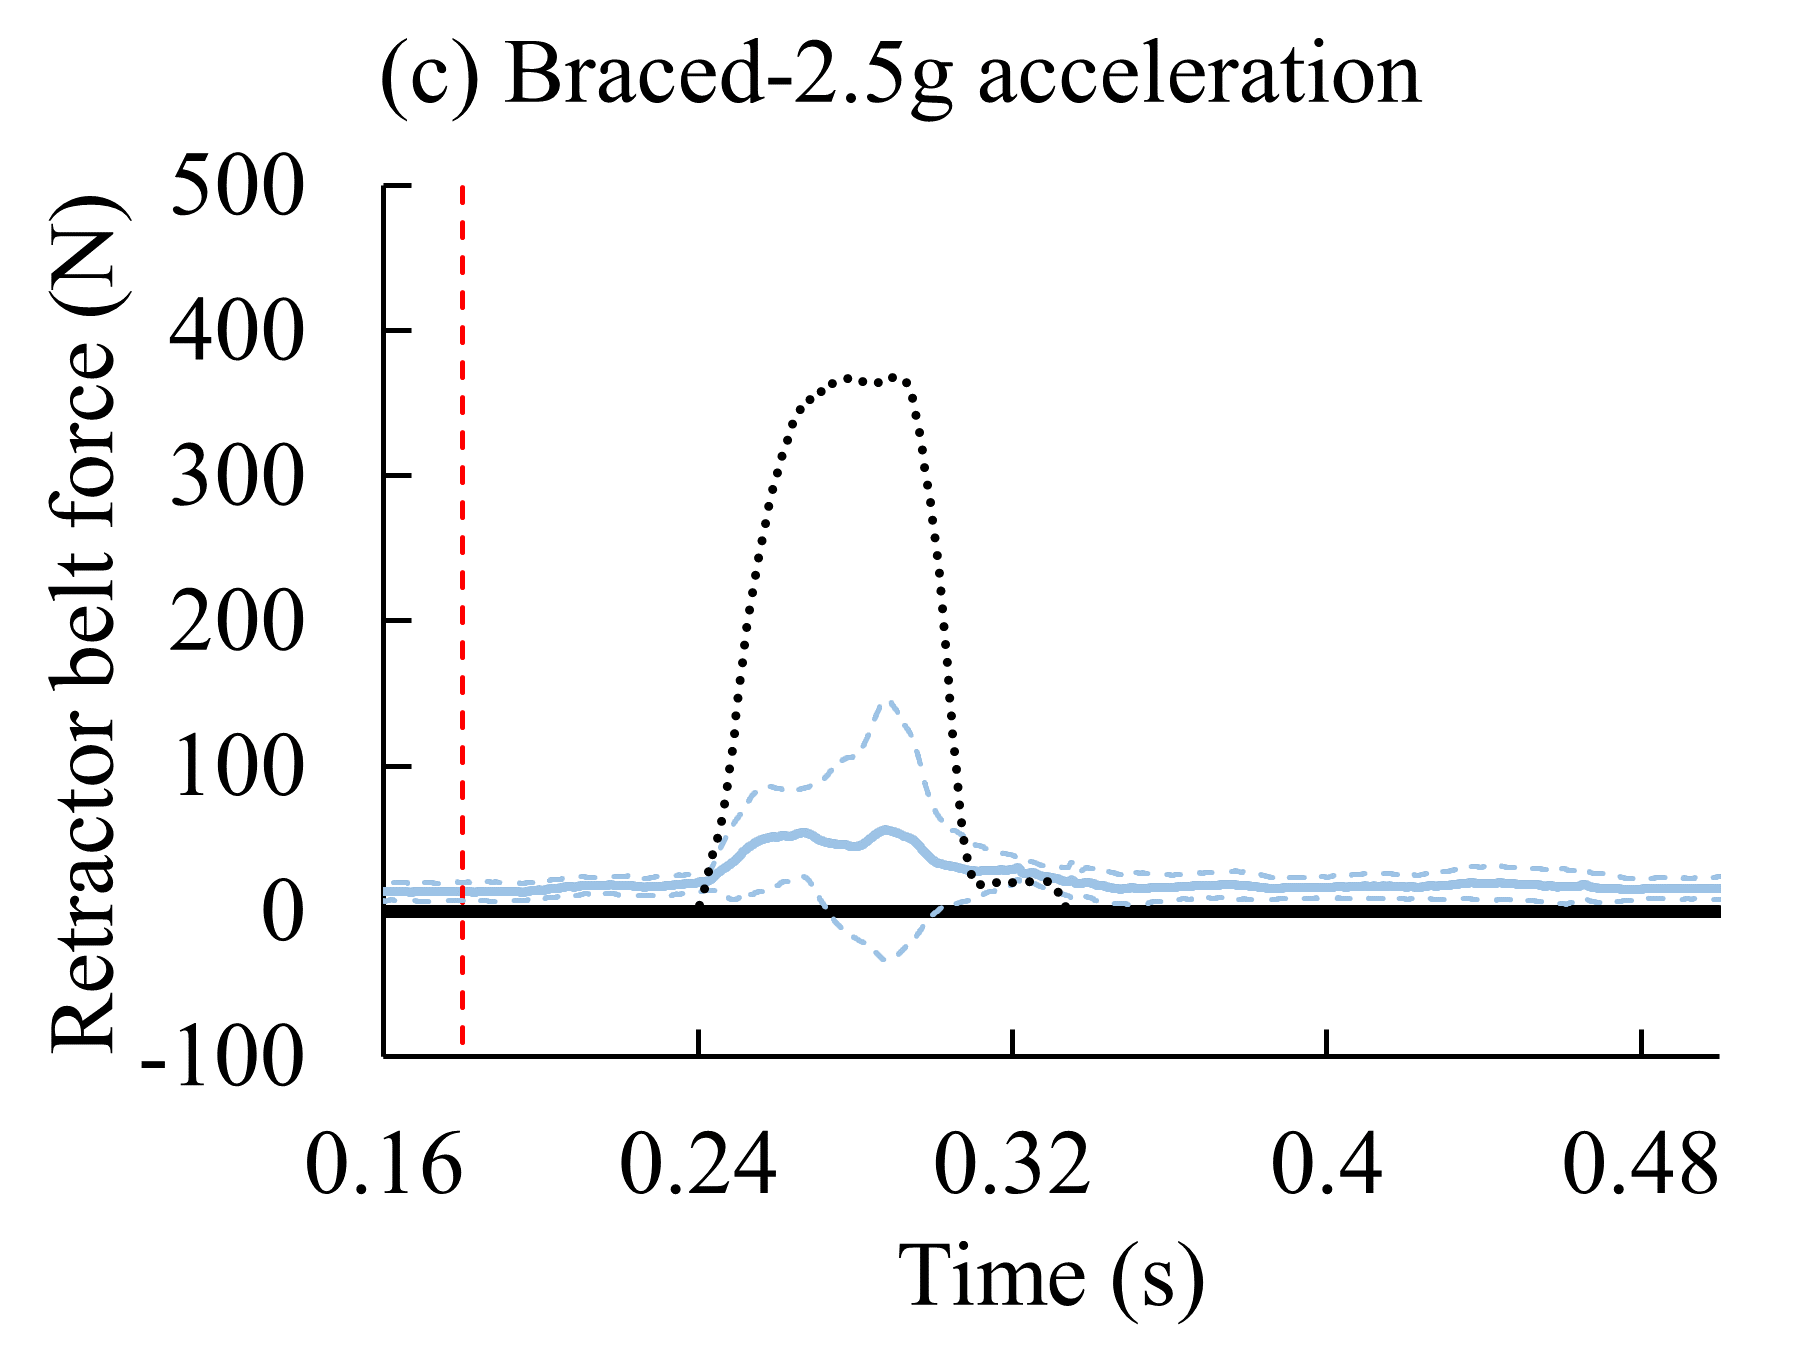 (c) Braced-2.5g acceleration
Retractor belt force (N)
500
400
300
200
100
0
-100
0.16 0.24 0.32 0.4 0.48
Time (s)